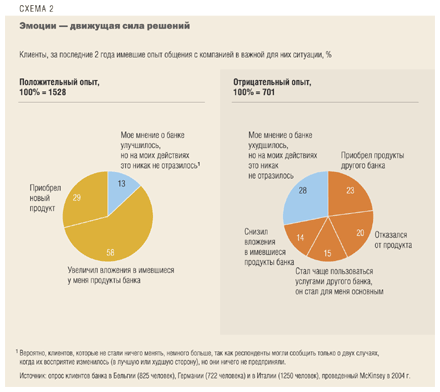 СХЕМА 2
Эмоции — движущая сила решений
Клиенты, за последние 2 года имевшие опыт общения с компанией в важной для них ситуации, %
Положительный опыт,
100% = 1528
Мое мнение о банке
улучшилось,
но на моих действиях
это никак не отразилось¹
13
Приобрел
новый
продукт
29
58
Увеличил вложения в имевшиеся
у меня продукты банка
Отрицательный опыт,
100% = 701
Мое мнение о банке
ухудшилось,
но на моих действиях
это никак
не отразилось
Приобрел продукты
другого банка
28
23
Снизил
вложения
в имевшиеся
продукты банка
14
15
20
Отказался
от продукта
Стал чаще пользоваться
услугами другого банка,
он стал для меня основным
¹ Вероятно, клиентов, которые не стали ничего менять, немного больше, так как респонденты могли сообщить только о двух случаях,
когда их восприятие изменилось (в лучшую или худшую сторону), но они ничего не предприняли.
Источник: опрос клиентов банка в Бельгии (825 человек), Германии (722 человека) и в Италии (1250 человек), проведенный McKinsey в 2004 г.